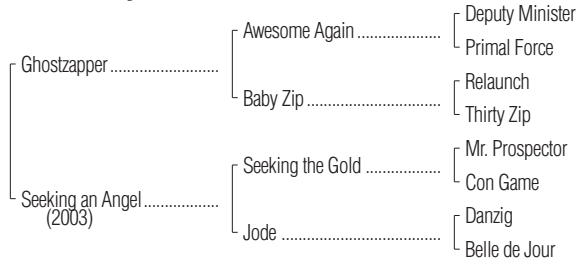 Deputy Minister
Awesome Again ..................
Primal Force
Ghostzapper ........................
Relaunch
Baby Zip .............................
Thirty Zip
Mr. Prospector
Seeking the Gold ................
Con Game
Seeking an Angel ................
(2003)
Danzig
Jode ..................................
Belle de Jour